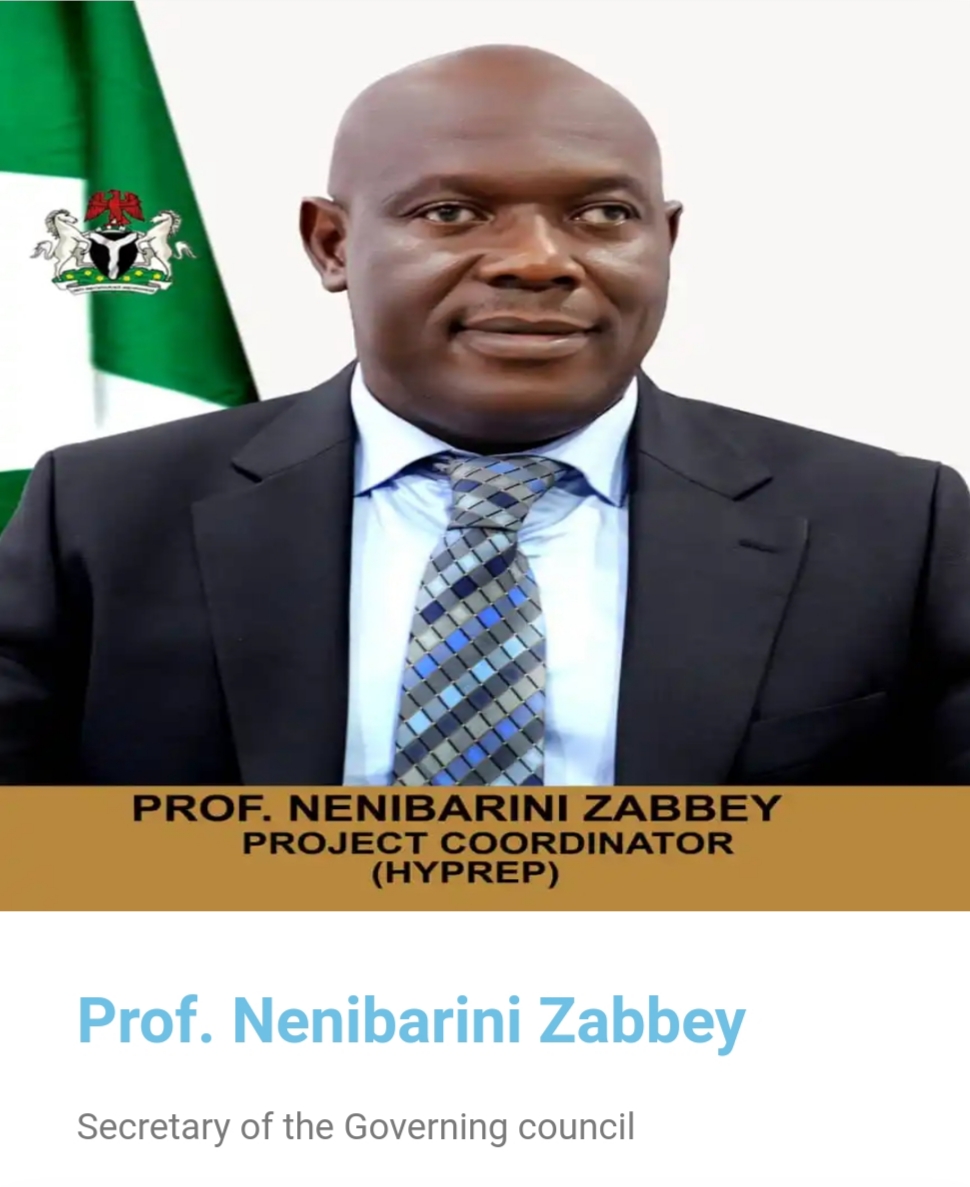 PROF. NENIBARINI ZABBEY
PROJECT COORDINATOR
(HYPREP)
Prof. Nenibarini Zabbey
Secretary of the Governing council